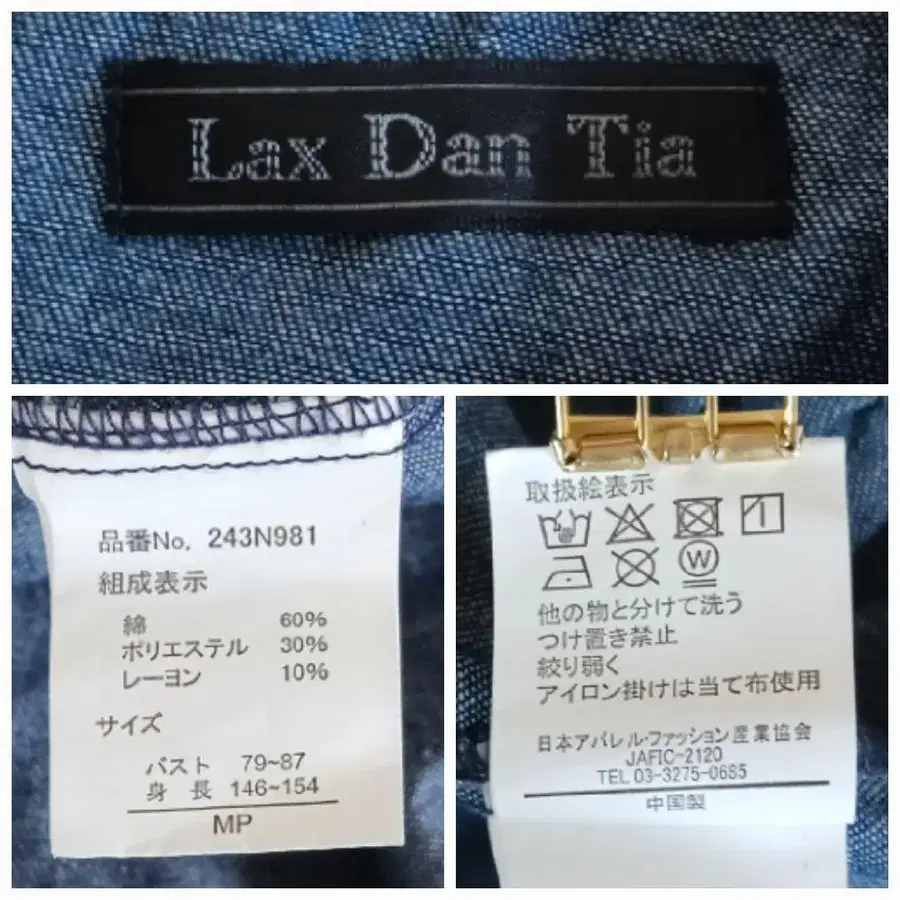 Lax Dan Tia
品番No. 243N981
組成表示
綿 60%
ポリエステル 30%
レーヨン 10%
サイズ
バスト 79~87
身長 146~154
MP
取扱絵表示
W
他の物と分けて洗う
つけ置き禁止
絞り弱く
アイロン掛けは当て布使用
日本アパレル・ファッション産業協会
JAFIC-2120
TEL 03-3275-0685
中国製